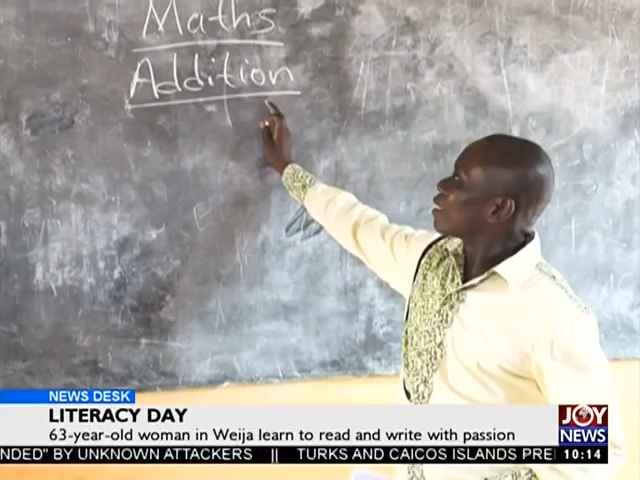 Maths
Addition
NEWS DESK
LITERACY DAY
63-year-old woman in Weija learn to read and write with passion
JOY
NEWS
NDED" BY UNKNOWN ATTACKERS || TURKS AND CAICOS ISLANDS PRE
10:14